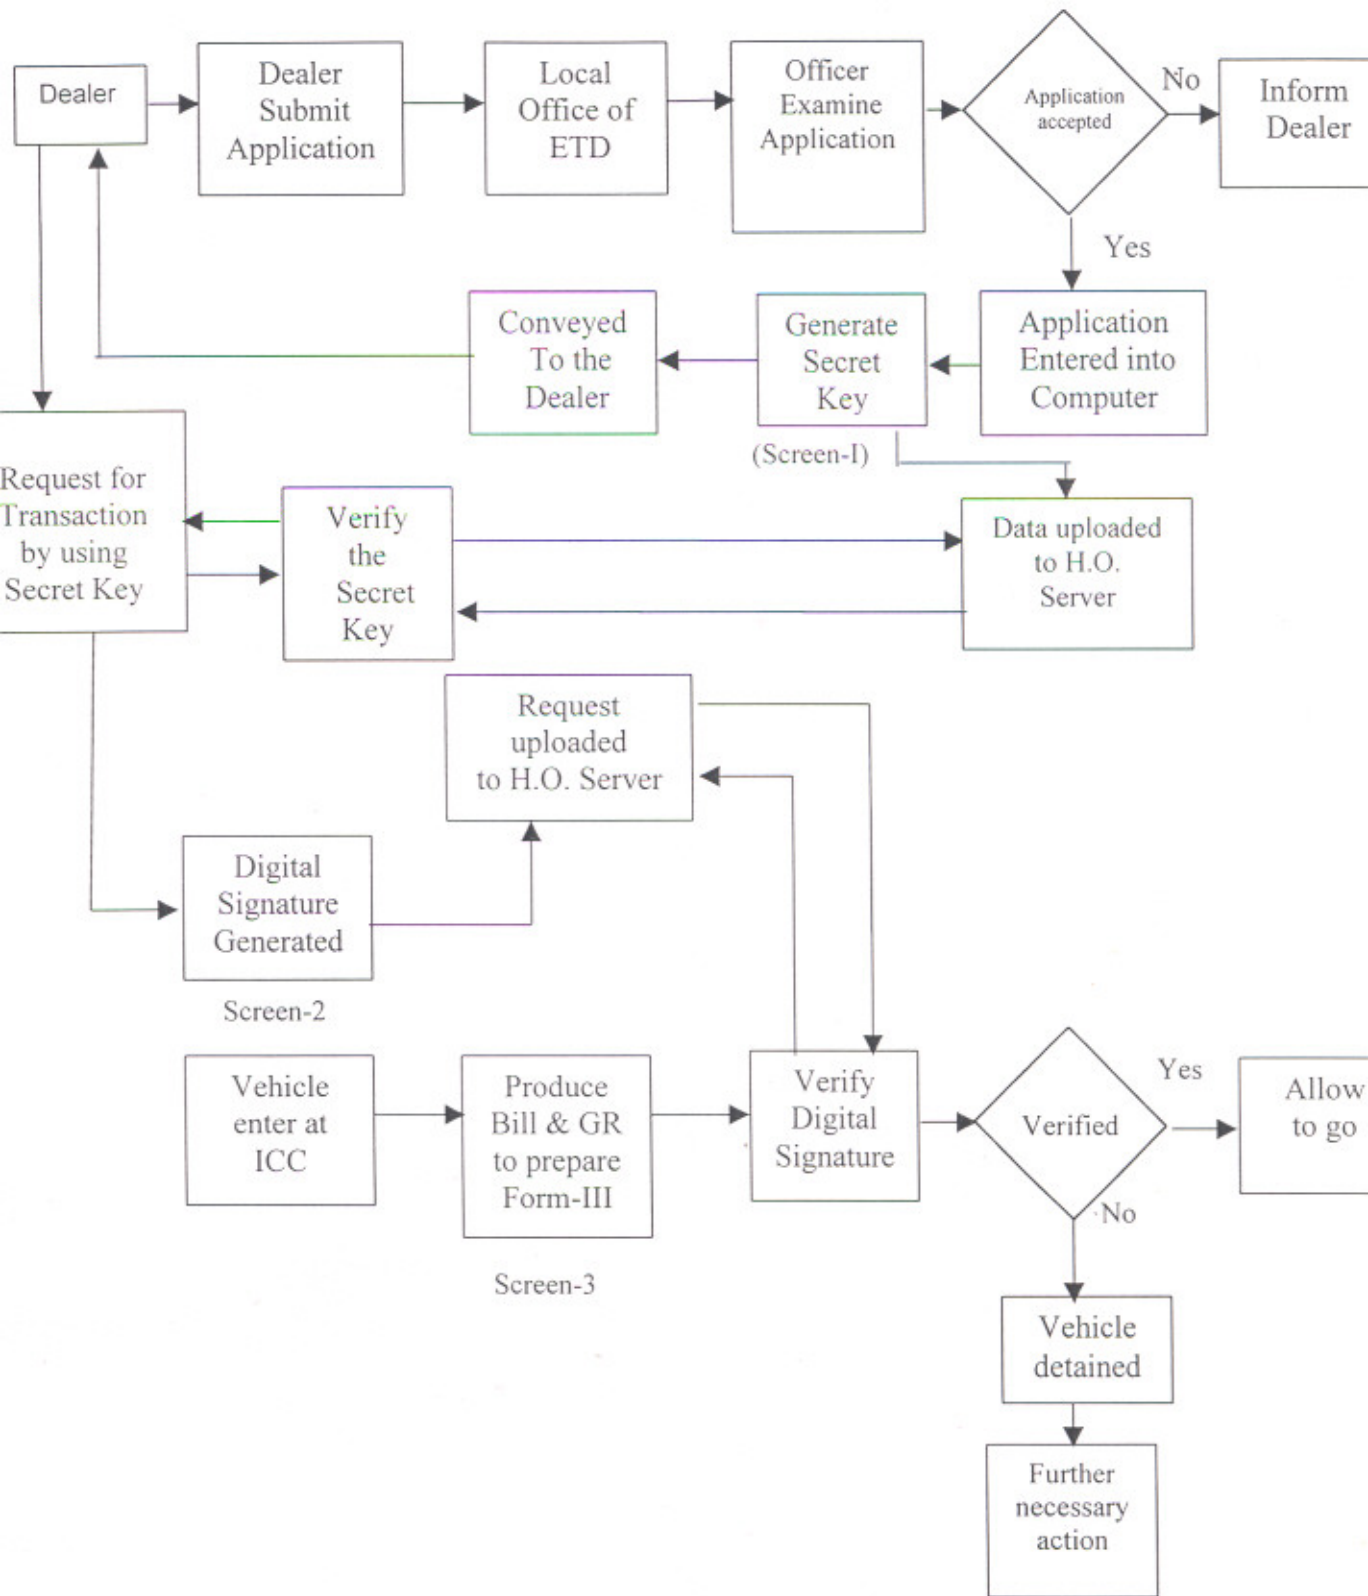 Dealer
Dealer
Submit
Application
Local
Office of
ETD
Officer
Examine
Application
Application
accepted
No
Inform
Dealer
Yes
Conveyed
To the
Dealer
Generate
Secret
Key
(Screen-I)
Application
Entered into
Computer
Request for
Transaction
by using
Secret Key
Verify
the
Secret
Key
Data uploaded
to H.O.
Server
Request
uploaded
to H.O. Server
Digital
Signature
Generated
Screen-2
Vehicle
enter at
ICC
Produce
Bill & GR
to prepare
Form-III
Screen-3
Verify
Digital
Signature
Verified
Yes
Allow
to go
No
Vehicle
detained
Further
necessary
action